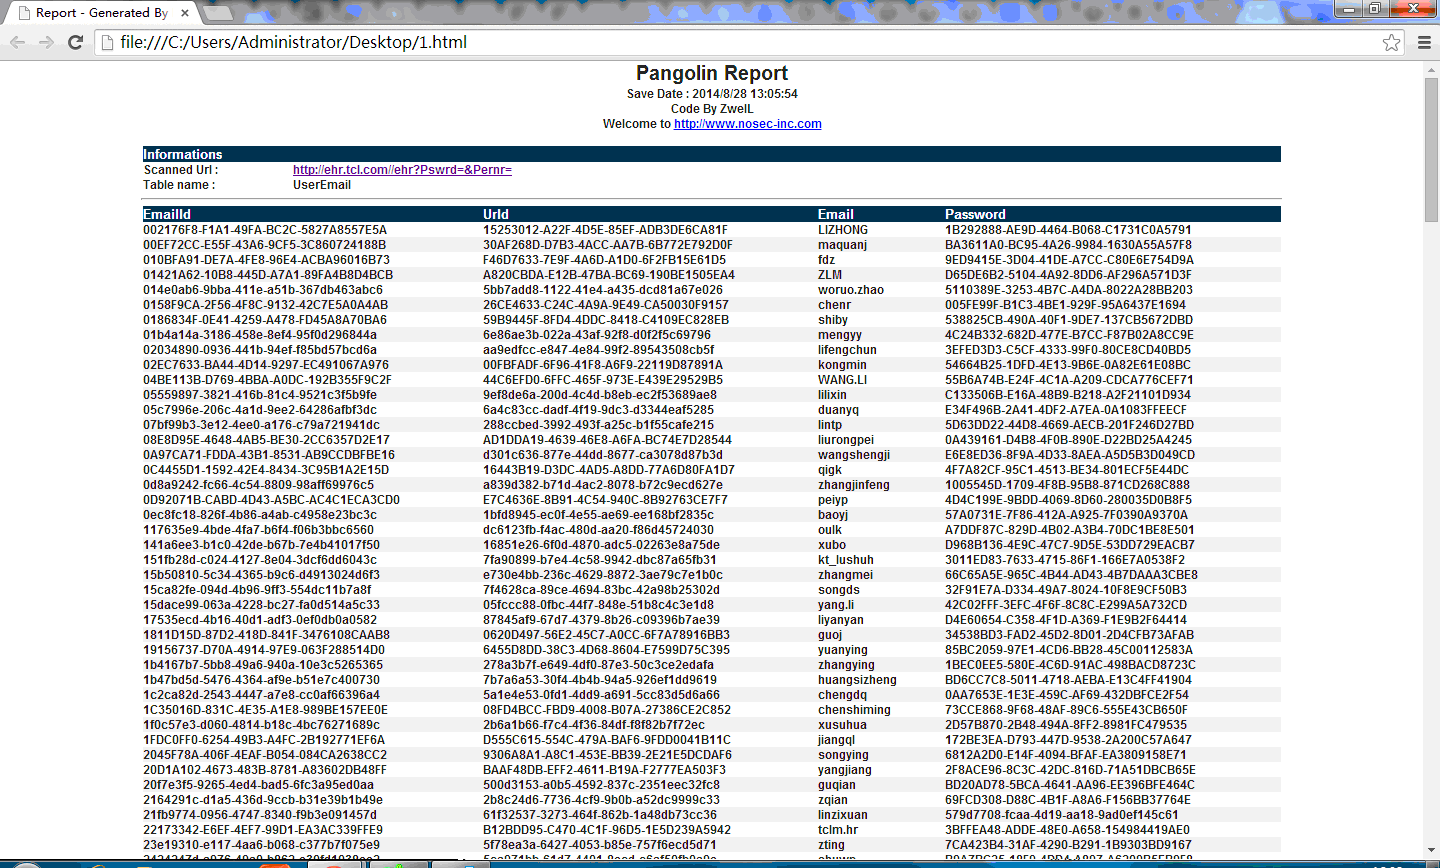 Report - Generated By
file:///C:/Users/Administrator/Desktop/1.html
Pangolin Report
Save Date : 2014/8/28 13:05:54
Code By ZwelL
Welcome to http://www.nosec-inc.com
Informations
Scanned Url : http://ehr.tcl.com//ehr?Pswrd=&Pernr=
Table name : UserEmail
EmailId UrId Email Password
002176F8-F1A1-49FA-BC2C-5827A8557E5A 15253012-A22F-4D5E-85EF-ADB3DE6CA81F LIZHONG 1B292888-AE9D-4464-B068-C1731C0A5791
00EF72CC-E55F-43A6-9CF5-3C860724188B 30AF268D-D7B3-4ACC-AA7B-6B772E792D0F maquanj BA3611A0-BC95-4A26-9984-1630A55A57F8
010BFA91-DE7A-4FE8-96E4-ACBA96016B73 F46D7633-7E9F-4A6D-A1D0-6F2FB15E61D5 fdz 9ED9415E-3D04-41DE-A7CC-C80E6E754D9A
01421A62-10B8-445D-A7A1-89FA4B8D4BCB A820CBDA-E12B-47BA-BC69-190BE1505EA4 ZLM D65DE6B2-5104-4A92-8DD6-AF296A571D3F
014e0ab6-9bba-411e-a51b-367db463abc6 5bb7add8-1122-41e4-a435-dcd81a67e026 woruo.zhao 5110389E-3253-4B7C-A4DA-8022A28BB203
0158F9CA-2F56-4F8C-9132-42C7E5A0A4AB 26CE4633-C24C-4A9A-9E49-CA50030F9157 chenr 005FE99F-B1C3-4BE1-929F-95A6437E1694
0186834F-0E41-4259-A478-FD45A8A70BA6 59B9445F-8FD4-4DDC-8418-C4109EC828EB shiby 538825CB-490A-40F1-9DE7-137CB5672DBD
01b4a14a-3186-458e-8ef4-95f0d296844a 6e86ae3b-022a-43af-92f8-d0f2f5c69796 mengyy 4C24B332-682D-477E-B7CC-F87B02A8CC9E
02034890-0936-441b-94ef-f85bd57bcd6a aa9edfcc-e847-4e84-99f2-89543508cb5f lifengchun 3EFED3D3-C5CF-4333-99F0-80CE8CD40BD5
02EC7633-BA44-4D14-9297-EC491067A976 00FBFADF-6F96-41F8-A6F9-22119D87891A kongmin 54664B25-1DFD-4E13-9B6E-0A82E61E08BC
04BE113B-D769-4BBA-A0DC-192B355F9C2F 44C6EFD0-6FFC-465F-973E-E439E29529B5 WANG.LI 55B6A74B-E24F-4C1A-A209-CDCA776CEF71
05559897-3821-416b-81c4-9521c3f5b9fe 9ef8de6a-200d-4c4d-b8eb-ec2f53689ae8 lilixin C133506B-E16A-48B9-B218-A2F21101D934
05c7996e-206c-4a1d-9ee2-64286afbf3dc 6a4c83cc-dadf-4f19-9dc3-d3344eaf5285 duanyq E34F496B-2A41-4DF2-A7EA-0A1083FFEECF
07bf99b3-3e12-4ee0-a176-c79a721941dc 288ccbed-3992-493f-a25c-b1f55cafe215 lintp 5D63DD22-44D8-4669-AECB-201F246D27BD
08E8D95E-4648-4AB5-BE30-2CC6357D2E17 AD1DDA19-4639-46E8-A6FA-BC74E7D28544 liurongpei 0A439161-D4B8-4F0B-890E-D22BD25A4245
0A97CA71-FDDA-43B1-8531-AB9CCDBFBE16 d301c636-877e-44dd-8677-ca3078d87b3d wangshengji E6E8ED36-8F9A-4D33-8AEA-A5D5B3D049CD
0C4455D1-1592-42E4-8434-3C95B1A2E15D 16443B19-D3DC-4AD5-A8DD-77A6D80FA1D7 qigk 4F7A82CF-95C1-4513-BE34-801ECF5E44DC
0d8a9242-fc66-4c54-8809-98aff69976c5 a839d382-b71d-4ac2-8078-b72c9ecd627e zhangjinfeng 1005545D-1709-4F8B-95B8-871CD268C888
0D92071B-CABD-4D43-A5BC-AC4C1ECA3CD0 E7C4636E-8B91-4C54-940C-8B92763CE7F7 peiyp 4D4C199E-9BDD-4069-8D60-280035D0B8F5
0ec8fc18-826f-4b86-a4ab-c4958e23bc3c 1bfd8945-ec0f-4e55-ae69-ee168bf2835c baoyj 57A0731E-7F86-412A-A925-7F0390A9370A
117635e9-4bde-4fa7-b6f4-f06b3bbc6560 dc6123fb-f4ac-480d-aa20-f86d45724030 oulk A7DDF87C-829D-4B02-A3B4-70DC1BE8E501
141a6ee3-b1c0-42de-b67b-7e4b41017f50 16851e26-6f0d-4870-adc5-02263e8a75de xubo D968B136-4E9C-47C7-9D5E-53DD729EACB7
151fb28d-c024-4127-8e04-3dcf6dd6043c 7fa90899-b7e4-4c58-9942-dbc87a65fb31 kt_lushuh 3011ED83-7633-4715-86F1-166E7A0538F2
15b50810-5c34-4365-b9c6-d4913024d6f3 e730e4bb-236c-4629-8872-3ae79c7e1b0c zhangmei 66C65A5E-965C-4B44-AD43-4B7DAAA3CBE8
15ca82fe-094d-4b96-9ff3-554dc11b7a8f 7f4628ca-89ce-4694-83bc-42a98b25302d songds 32F91E7A-D334-49A7-8024-10F8E9CF50B3
15dace99-063a-4228-bc27-fa0d514a5c33 05fccc88-0fbc-44f7-848e-51b8c4c3e1d8 yang.li 42C02FFF-3EFC-4F6F-8C8C-E299A5A732CD
17535ecd-4b16-40d1-adf3-0ef0db0a0582 87845af9-67d7-4379-8b26-c09396b7ae39 liyanyan D4E60654-C358-4F1D-A369-F1E9B2F64414
1811D15D-87D2-418D-841F-3476108CAAB8 0620D497-56E2-45C7-A0CC-6F7A78916BB3 guoj 34538BD3-FAD2-45D2-8D01-2D4CFB73AFAB
19156737-D70A-4914-97E9-063F288514D0 6455D8DD-38C3-4D68-8604-E7599D75C395 yuanying 85BC2059-97E1-4CD6-BB28-45C00112583A
1b4167b7-5bb8-49a6-940a-10e3c5265365 278a3b7f-e649-4df0-87e3-50c3ce2edafa zhangying 1BEC0EE5-580E-4C6D-91AC-498BACD8723C
1b47bd5d-5476-4364-af9e-b51e7c400730 7b7a6a53-30f4-4b4b-94a5-926ef1dd9619 huangsizheng BD6CC7C8-5011-4718-AEBA-E13C4FF41904
1c2ca82d-2543-4447-a7e8-cc0af66396a4 5a1e4e53-0fd1-4dd9-a691-5cc83d5d6a66 chengdq 0AA7653E-1E3E-459C-AF69-432DBFCE2F54
1C35016D-831C-4E35-A1E8-989BE157EE0E 08FD4BCC-FBD9-4008-B07A-27386CE2C852 chenshiming 73CCE868-9F68-48AF-89C6-555E43CB650F
1f0c57e3-d060-4814-b18c-4bc76271689c 2b6a1b66-f7c4-4f36-84df-f8f82b7f72ec xusuhua 2D57B870-2B48-494A-8FF2-8981FC479535
1FDC0FF0-6254-49B3-A4FC-2B192771EF6A D555C615-554C-479A-BAF6-9FDD0041B11C jiangql 172BE3EA-D793-447D-9538-2A200C57A647
2045F78A-406F-4EAF-B054-084CA2638CC2 9306A8A1-A8C1-453E-BB39-2E21E5DCDAF6 songying 6812A2D0-E14F-4094-BFAF-EA3809158E71
20D1A102-4673-483B-8781-A83602DB48FF BAAF48DB-EFF2-4611-B19A-F2777EA503F3 yangjiang 2F8ACE96-8C3C-42DC-816D-71A51DBCB65E
20f7e3f5-9265-4ed4-bad5-6fc3a95ed0aa 500d3153-a0b5-4592-837c-2351eec32fc8 guqian BD20AD78-5BCA-4641-AA96-EE396BFE464C
2164291c-d1a5-436d-9ccb-b31e39b1b49e 2b8c24d6-7736-4cf9-9b0b-a52dc9999c33 zqian 69FCD308-D88C-4B1F-A8A6-F156BB37764E
21fb9774-0956-4747-8340-f9b3e091457d 61f32537-3273-464f-862b-1a48db73cc36 linzixuan 579d7708-fcaa-4d19-aa18-9ad0ef145c61
22173342-E6EF-4EF7-99D1-EA3AC339FFE9 B12BDD95-C470-4C1F-96D5-1E5D239A5942 tclm.hr 3BFFEA48-ADDE-48E0-A658-154984419AE0
23e19310-e117-4aa6-b068-c377b7f075e9 5f78ea3a-6427-4053-b85e-757f6ecd5d71 zting 7CA423B4-31AF-4290-B291-1B9303BD9167